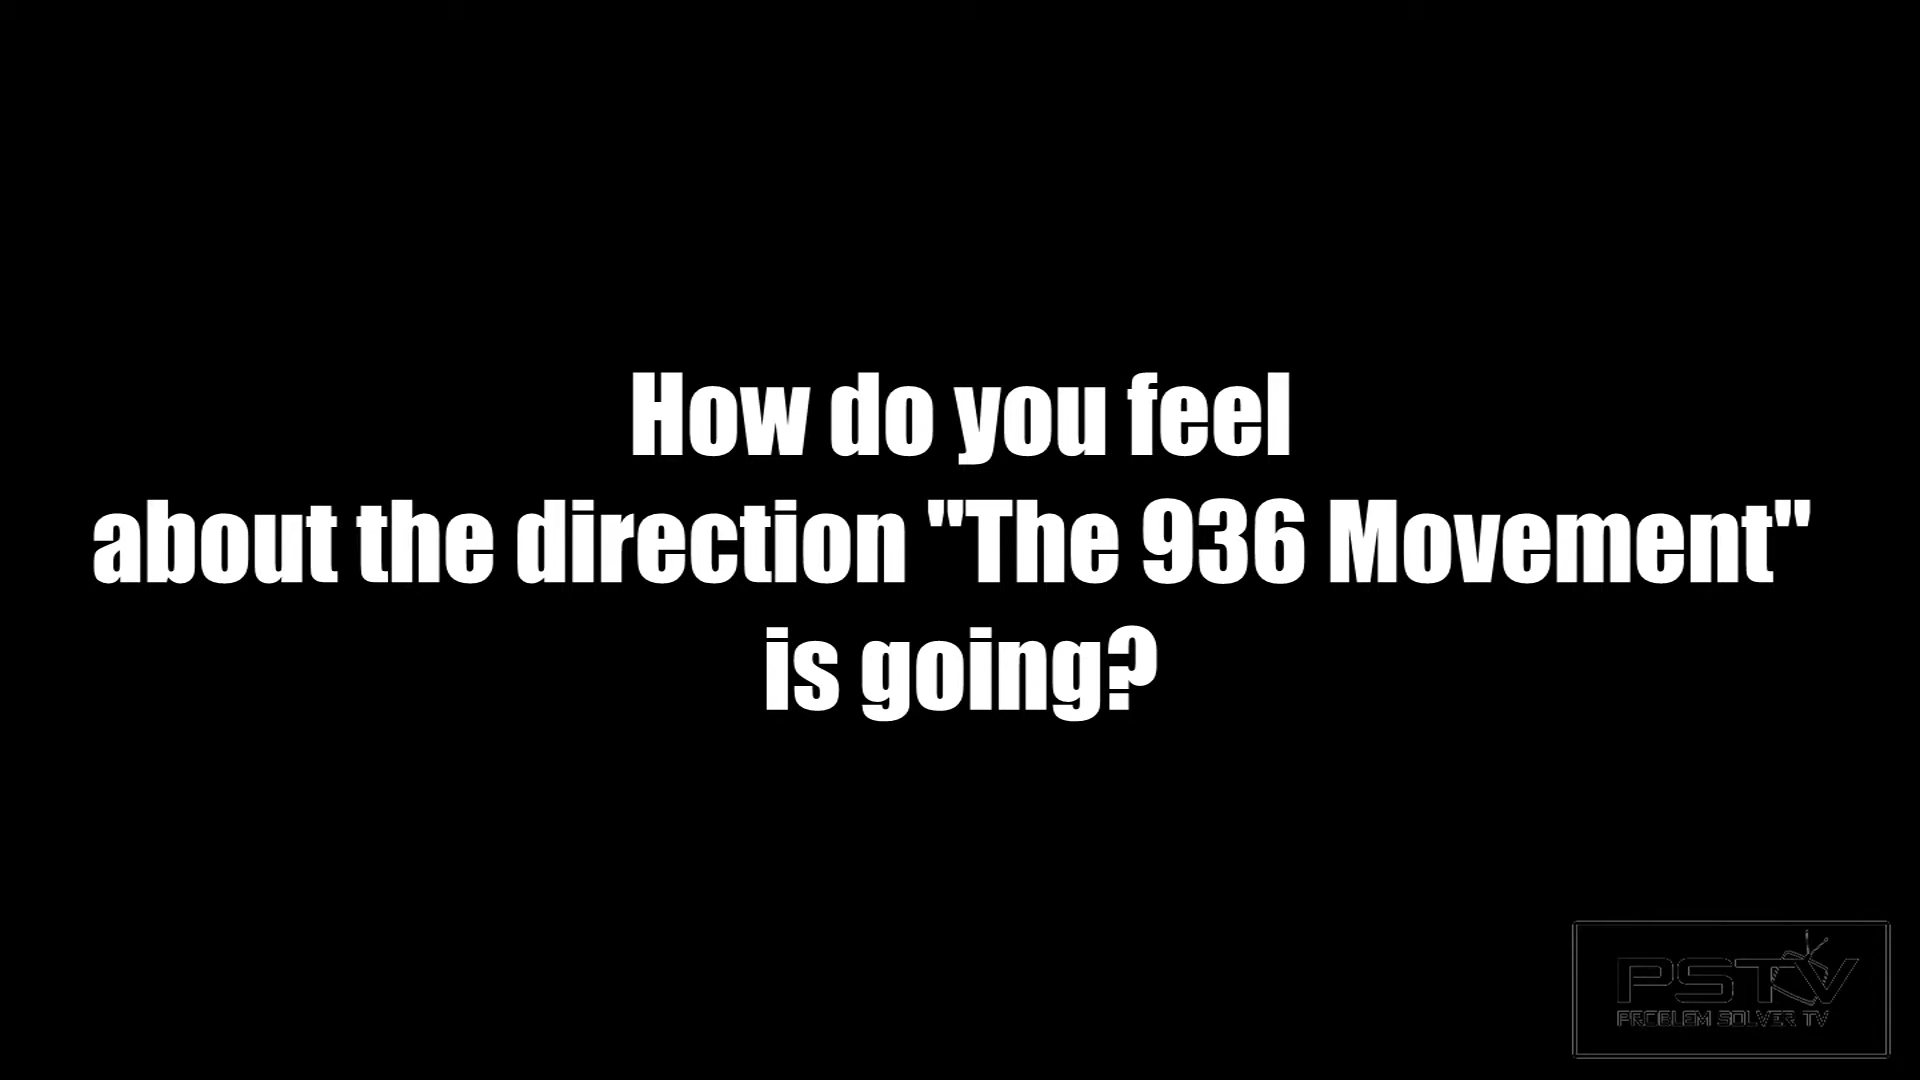 How do you feel
about the direction "The 936 Movement"
is going?
PSTV
PROBLEM SOLVER TV